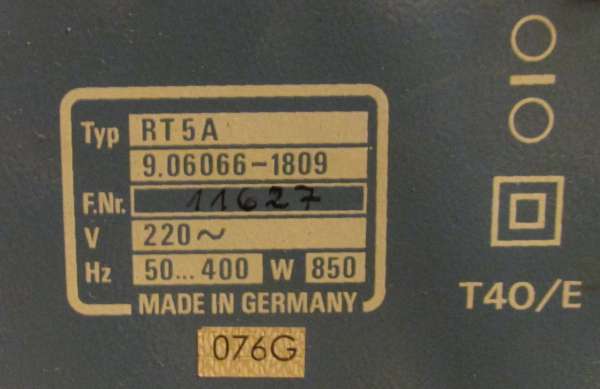 Typ RT5A
9.06066-1809
F.Nr. 11627
V 220~
Hz 50...400 W 850
MADE IN GERMANY
076G
T40/E